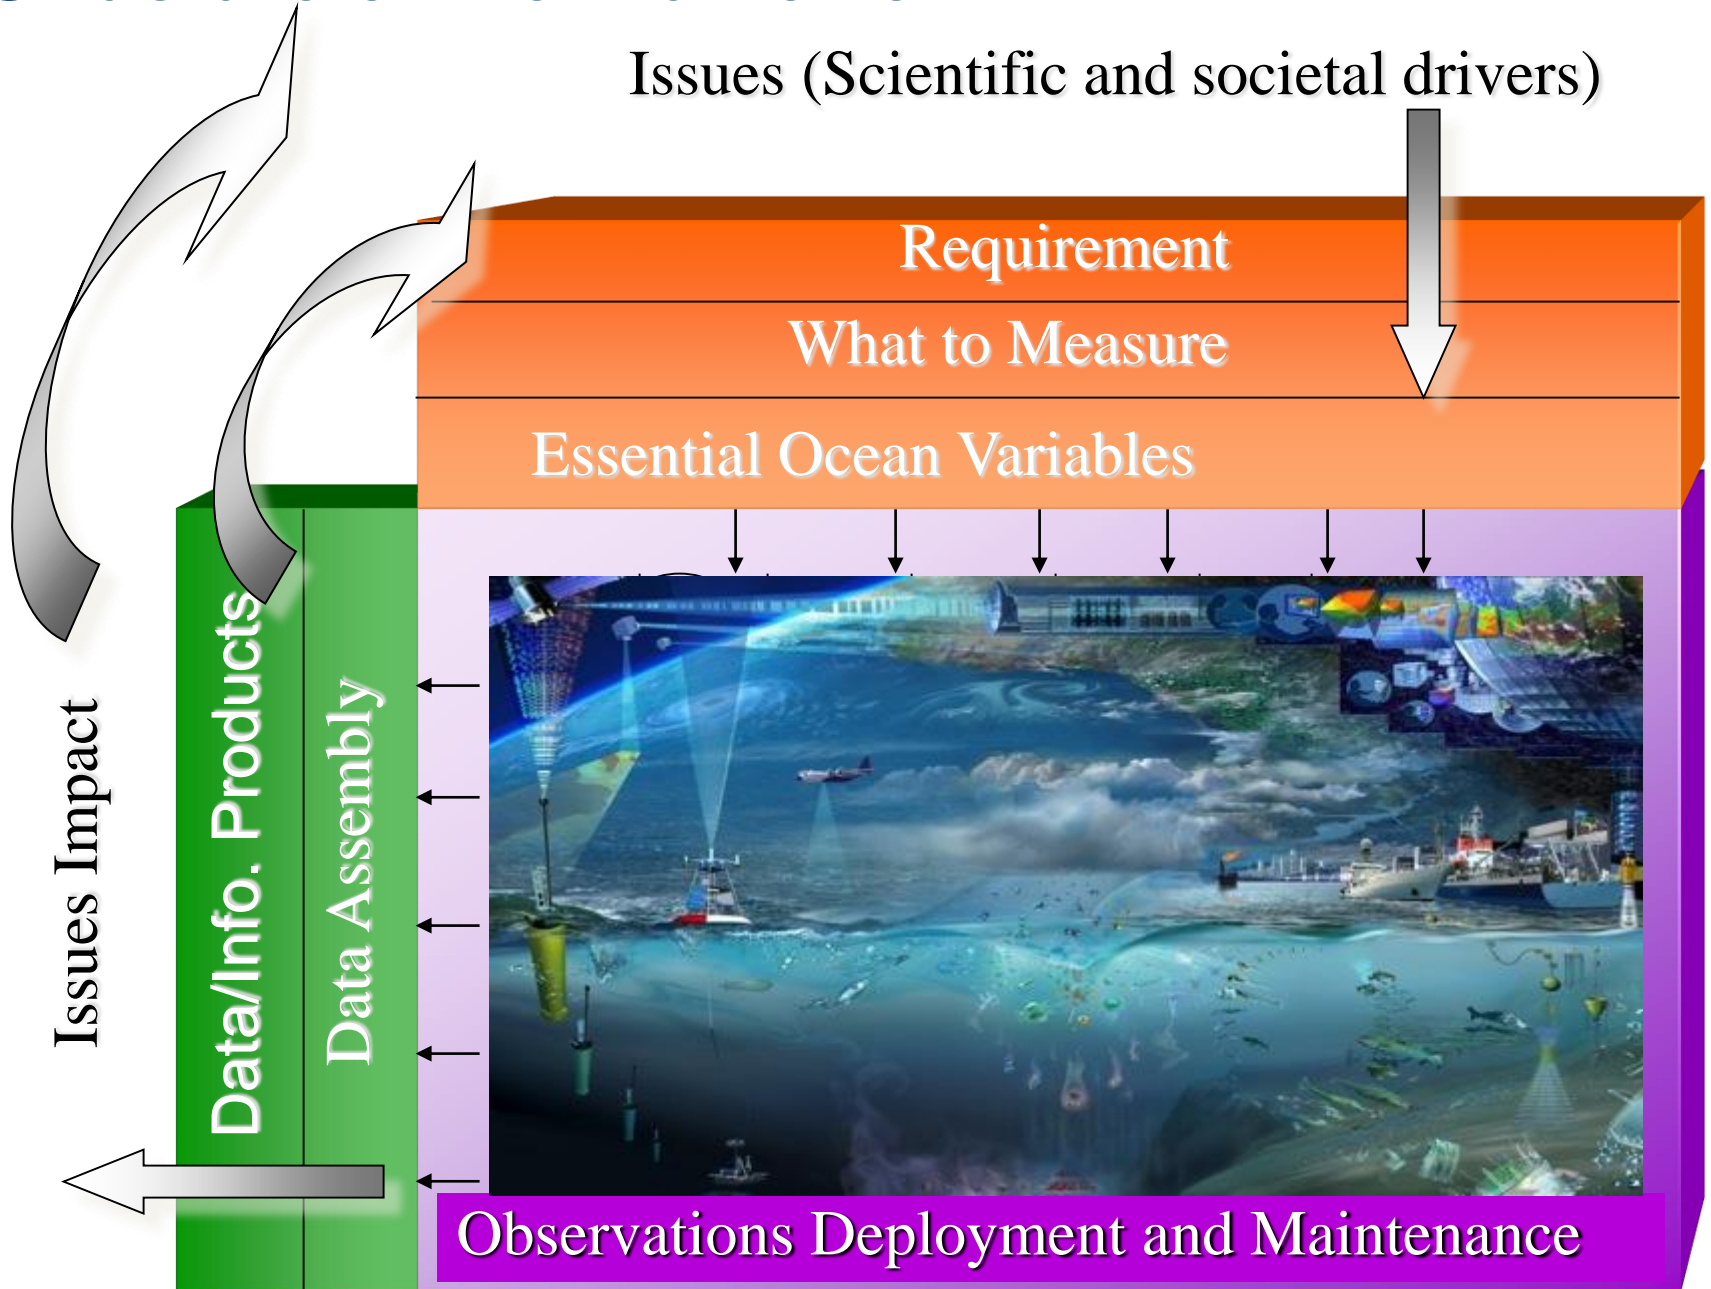 Issues (Scientific and societal drivers)
Requirement
What to Measure
Essential Ocean Variables
Issues Impact
Data/Info. Products
Data Assembly
Observations Deployment and Maintenance